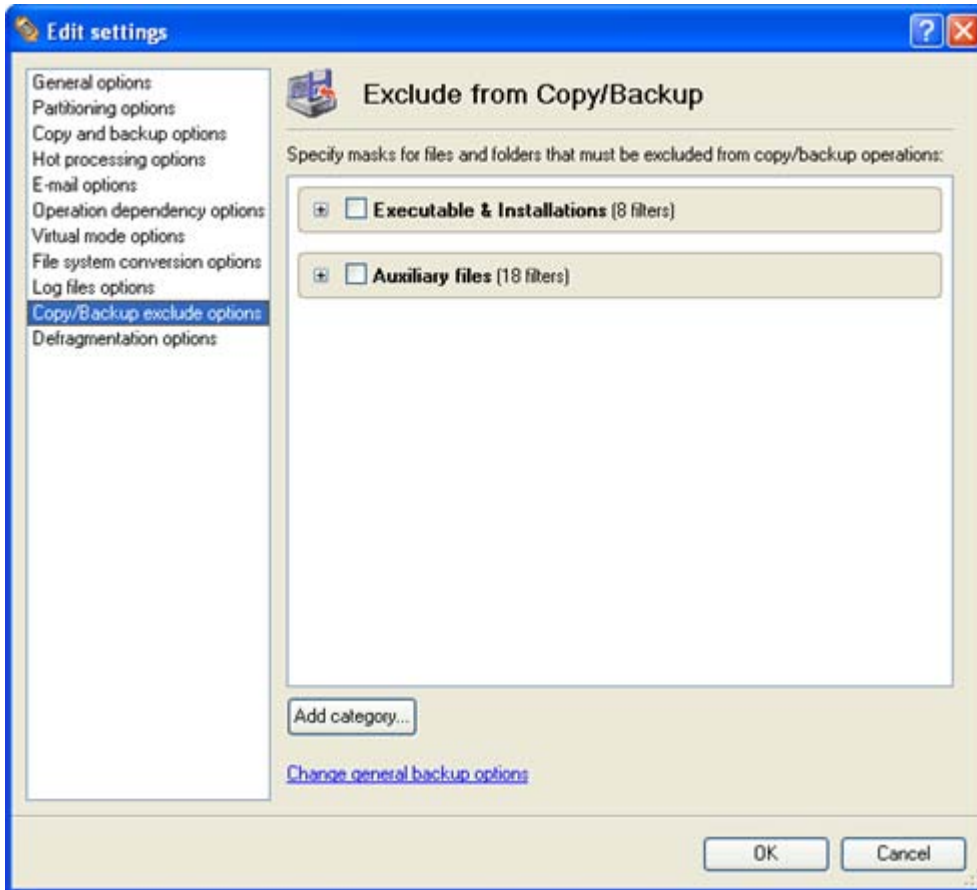 Edit settings
General options
Partitioning options
Copy and backup options
Hot processing options
E-mail options
Operation dependency options
Virtual mode options
File system conversion options
Log files options
Copy/Backup exclude options
Defragmentation options
Exclude from Copy/Backup
Specify masks for files and folders that must be excluded from copy/backup operations:
Executable & Installations (8 filters)
Auxiliary files (18 filters)
Add category...
Change general backup options
OK
Cancel